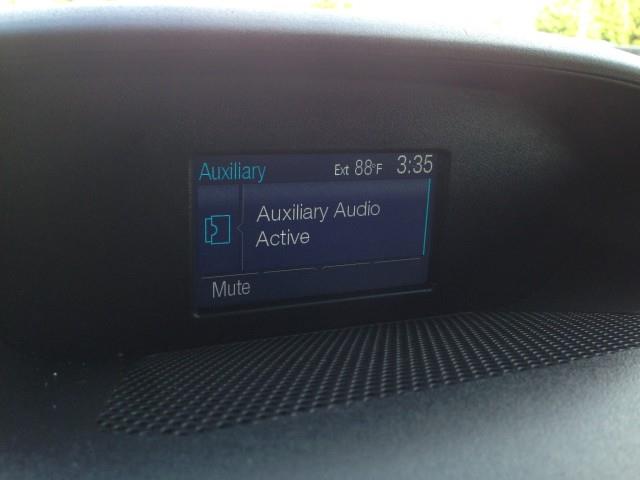 Auxiliary Ext 88°F 3:35
Auxiliary Audio
Active
Mute